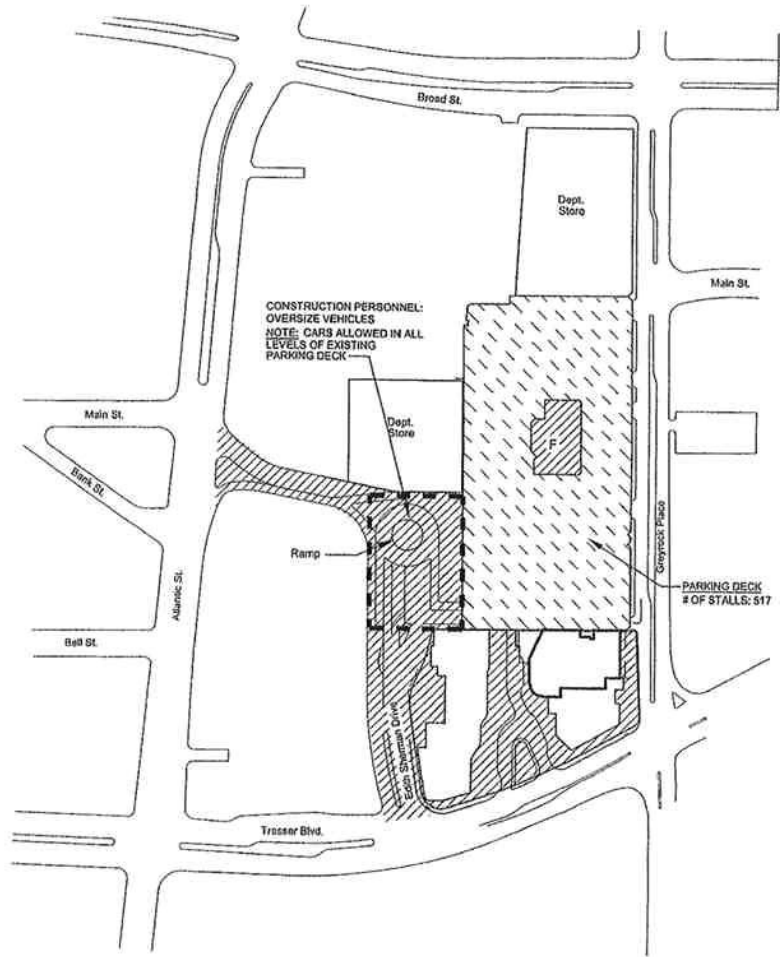 Broad St.
Dept.
Store
Main St.
CONSTRUCTION PERSONNEL:
OVERSIZE VEHICLES
NOTE: CARS ALLOWED IN ALL
LEVELS OF EXISTING
PARKING DECK
Main St.
Dept.
Store
F
Bank St.
Greyrock Place
Ramp
PARKING DECK
# OF STALLS: 517
Atlantic St.
Bell St.
Edith Sherman Drive
Tresser Blvd.